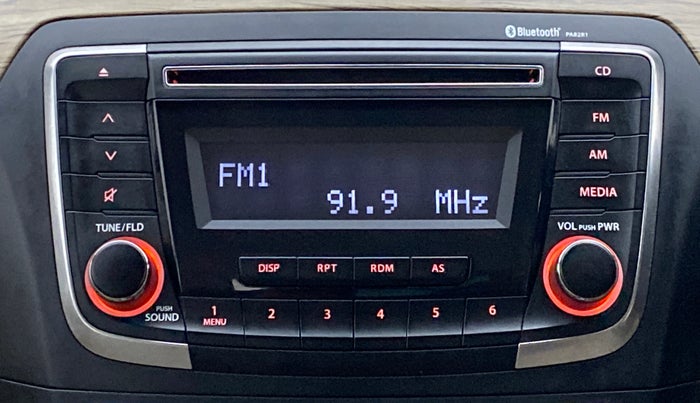 Bluetooth® PAB2R1
CD
FM
AM
MEDIA
FM1
91.9 MHz
TUNE/FLD
VOL PUSH PWR
DISP RPT RDM AS
PUSH
SOUND
1 2 3 4 5 6
MENU